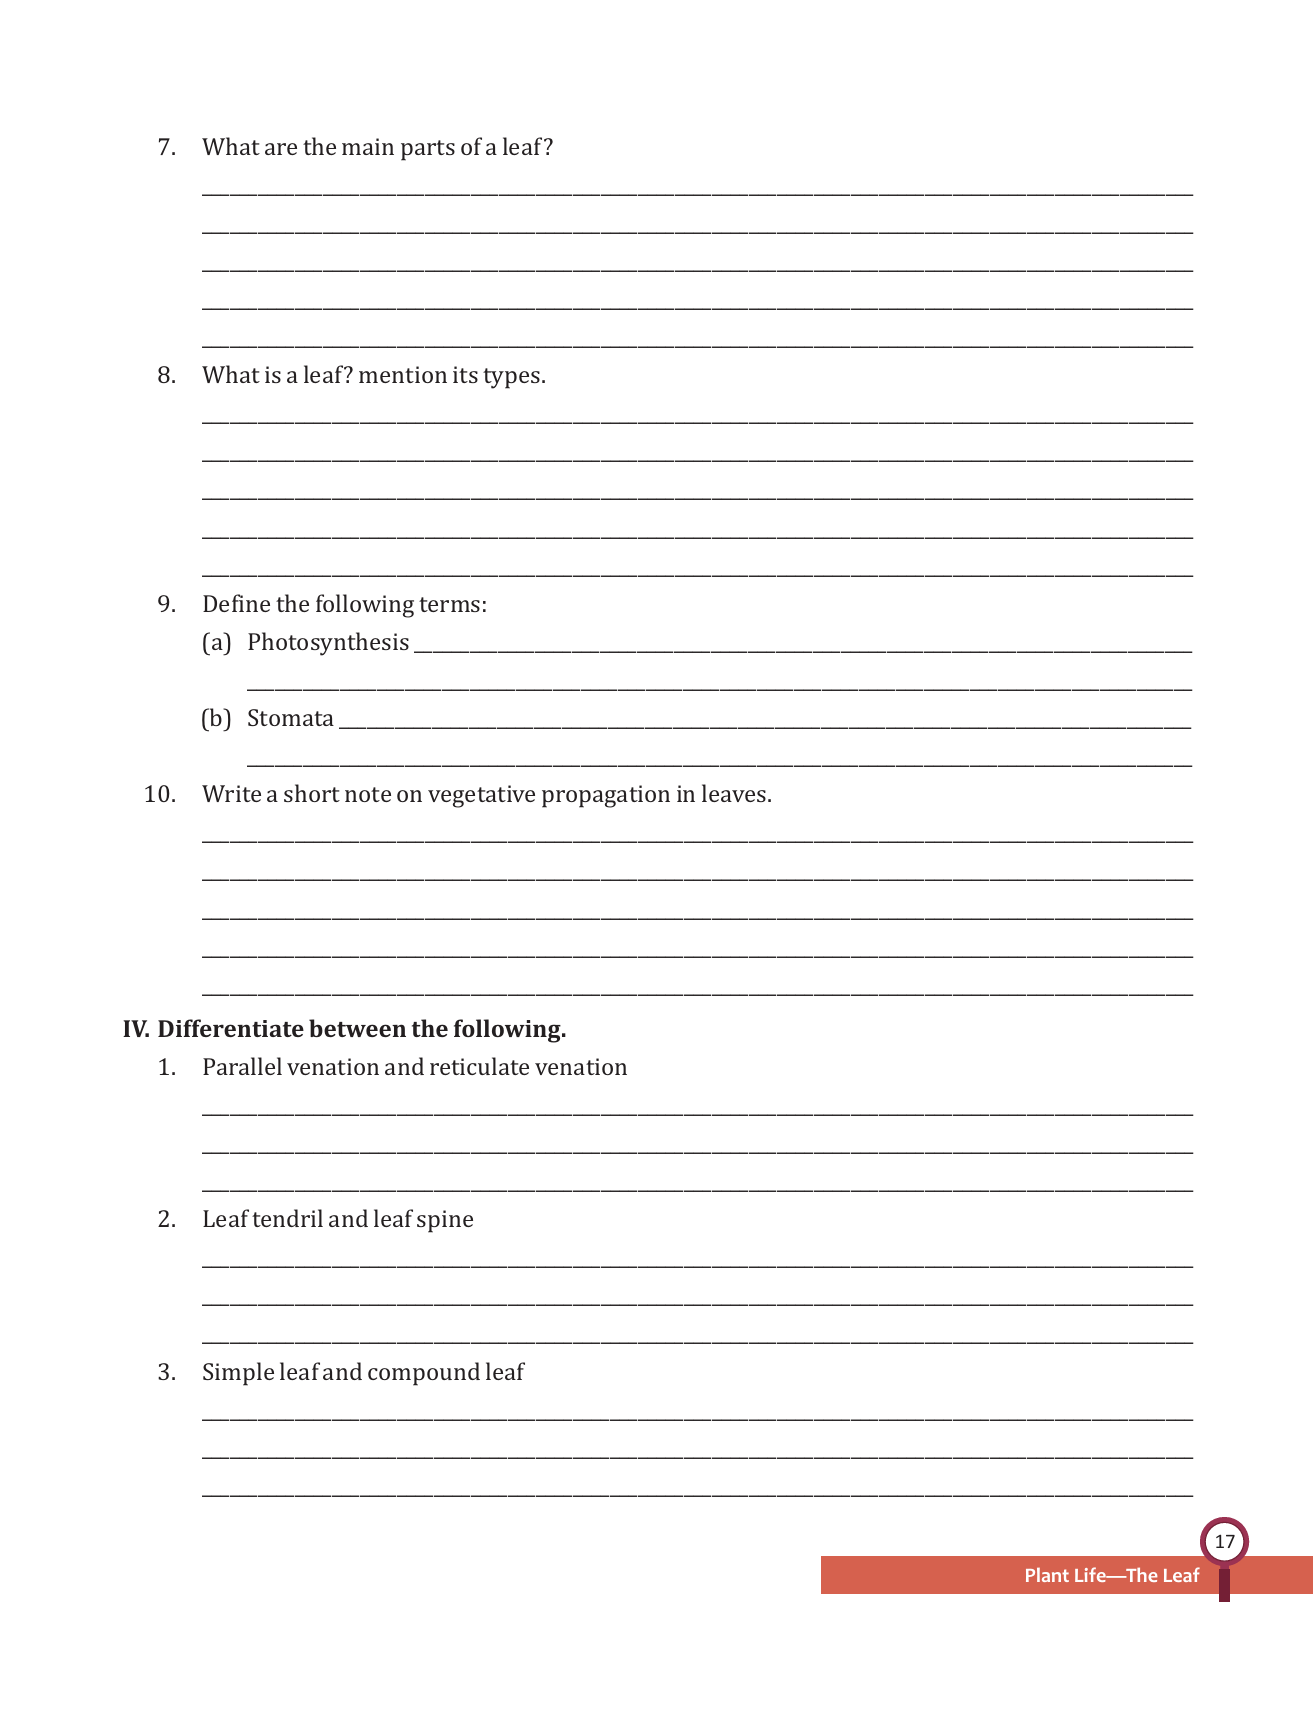 7. What are the main parts of a leaf?
8. What is a leaf? mention its types.
9. Define the following terms:
(a) Photosynthesis
(b) Stomata
10. Write a short note on vegetative propagation in leaves.
IV. Differentiate between the following.
1. Parallel venation and reticulate venation
2. Leaf tendril and leaf spine
3. Simple leaf and compound leaf
17
Plant Life—The Leaf